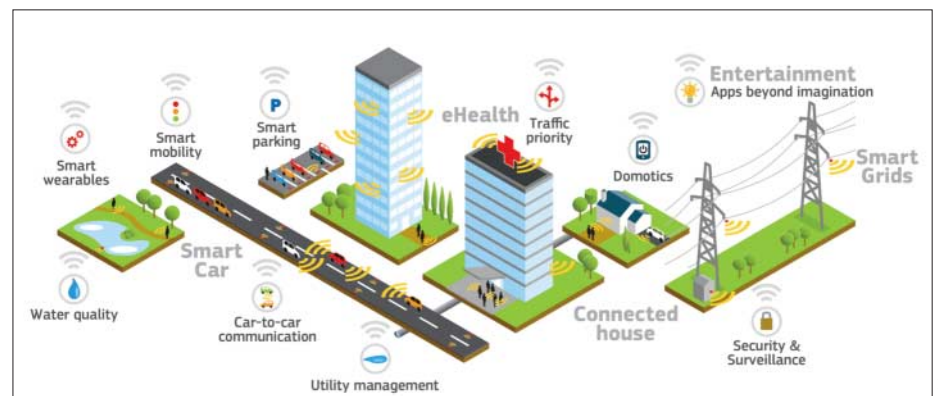 Entertainment
Apps beyond imagination
eHealth
Traffic
priority
P
Smart
parking
Smart
mobility
Smart
wearables
Domotics
Smart
Grids
Smart
Car
Water quality
Car-to-car
communication
Connected
house
Utility management
Security &
Surveillance